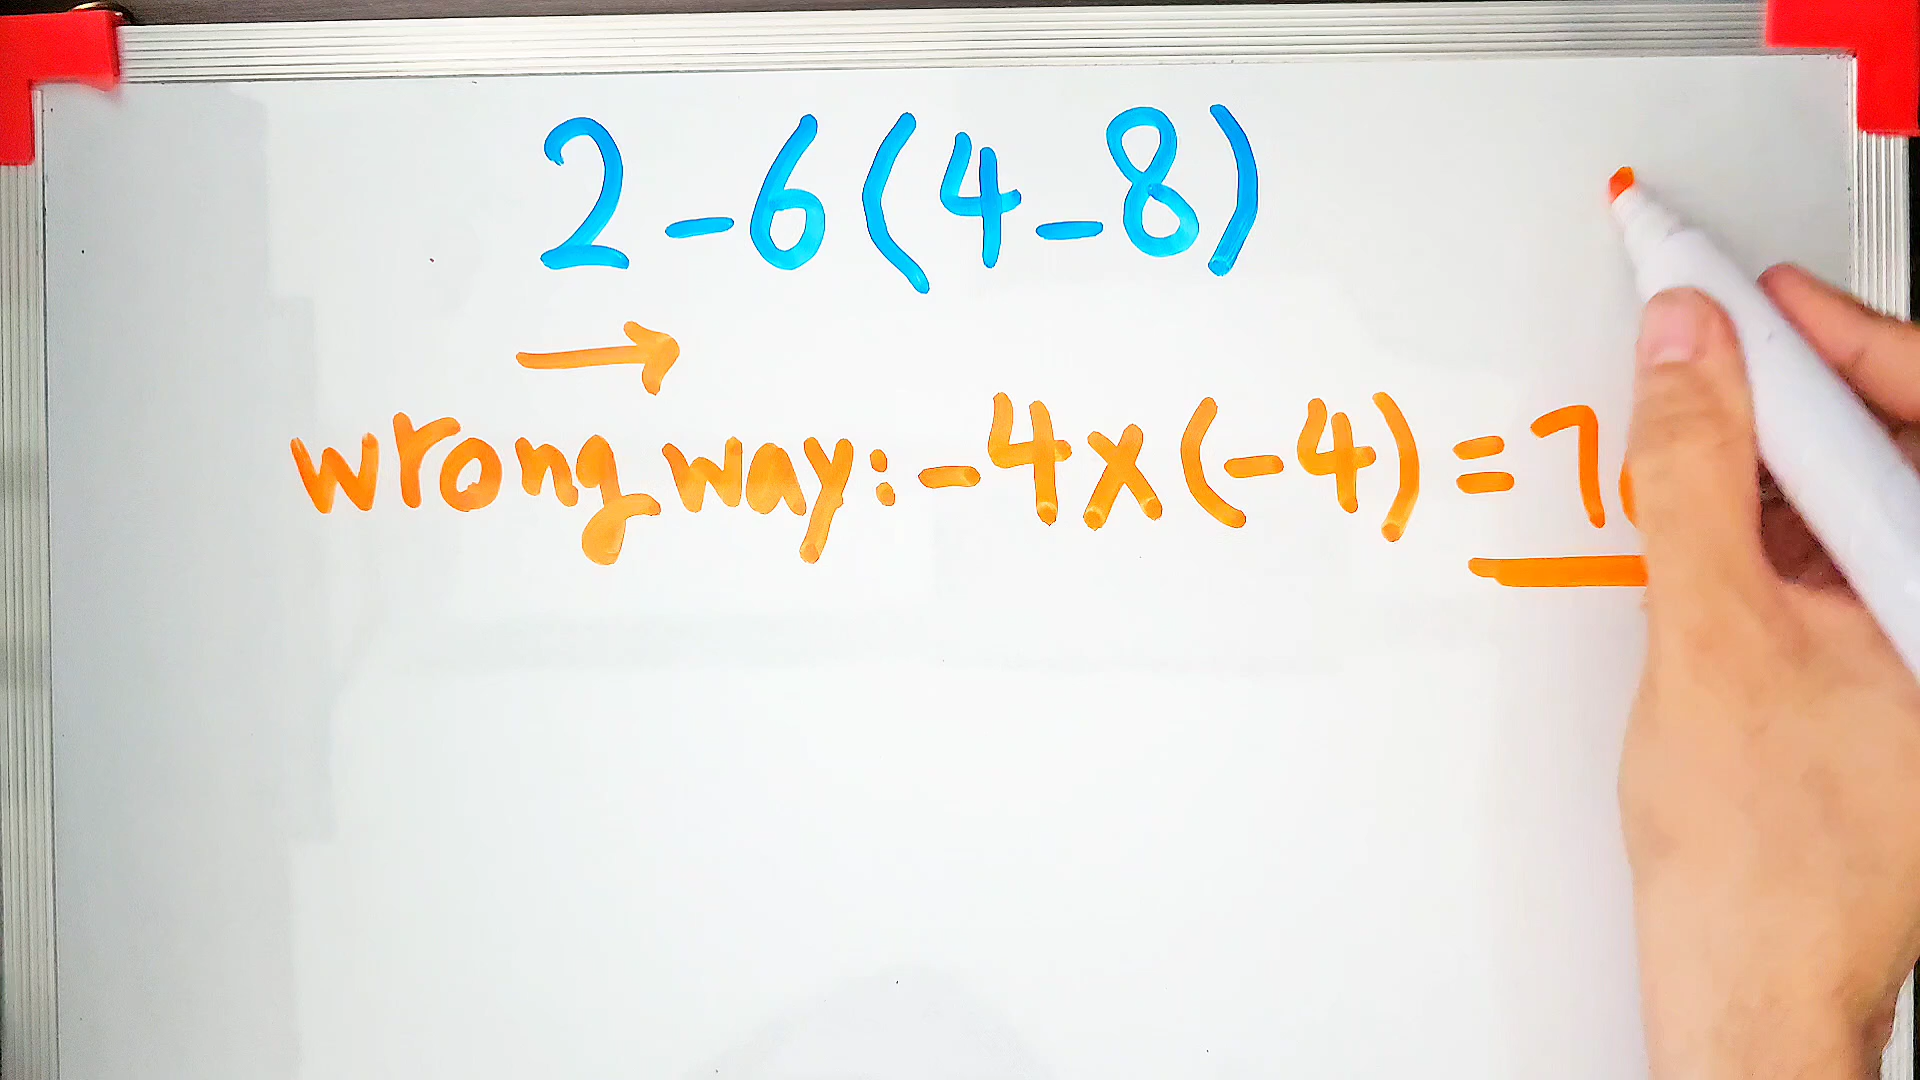 2-6(4-8)
→
wrong way: -4x(-4) = 1